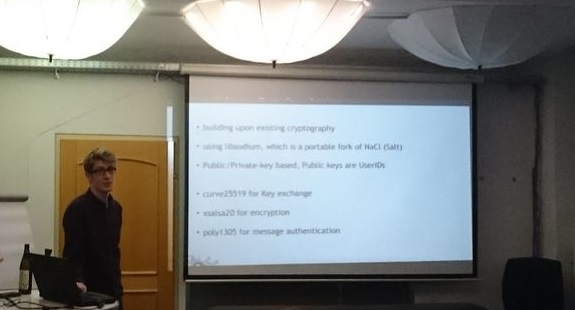 • building upon existing cryptography
• using libsodium, which is a portable fork of NaCl (Salt)
• Public/Private-key based, Public keys are UserIDs
• curve25519 for Key exchange
• xsalsa20 for encryption
• poly1305 for message authentication